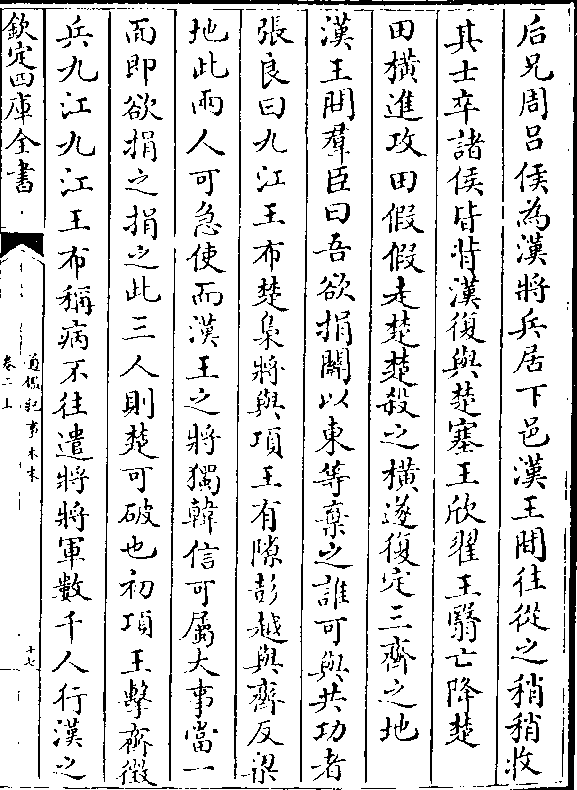 后兄周吕侯為漢將兵居下邑漢王間往從之稍稍收
其士卒諸侯皆背漢復與楚塞王欣翟王翳亡降楚
田橫進攻田假假走楚楚殺之橫遂復定三齊之地
漢王問羣臣曰吾欲捐關以東等棄之誰可與共功者
張良曰九江王布楚梟將與項王有隙彭越與齊反梁
地此兩人可急使而漢王之將獨韓信可屬大事當一
面即欲捐之捐之此三人則楚可破也初項王擊齊徴
兵九江九江王布稱病不往遣將將軍數千人行漢之
欽定四庫全書
通鑑紀事本末
卷二上
十七